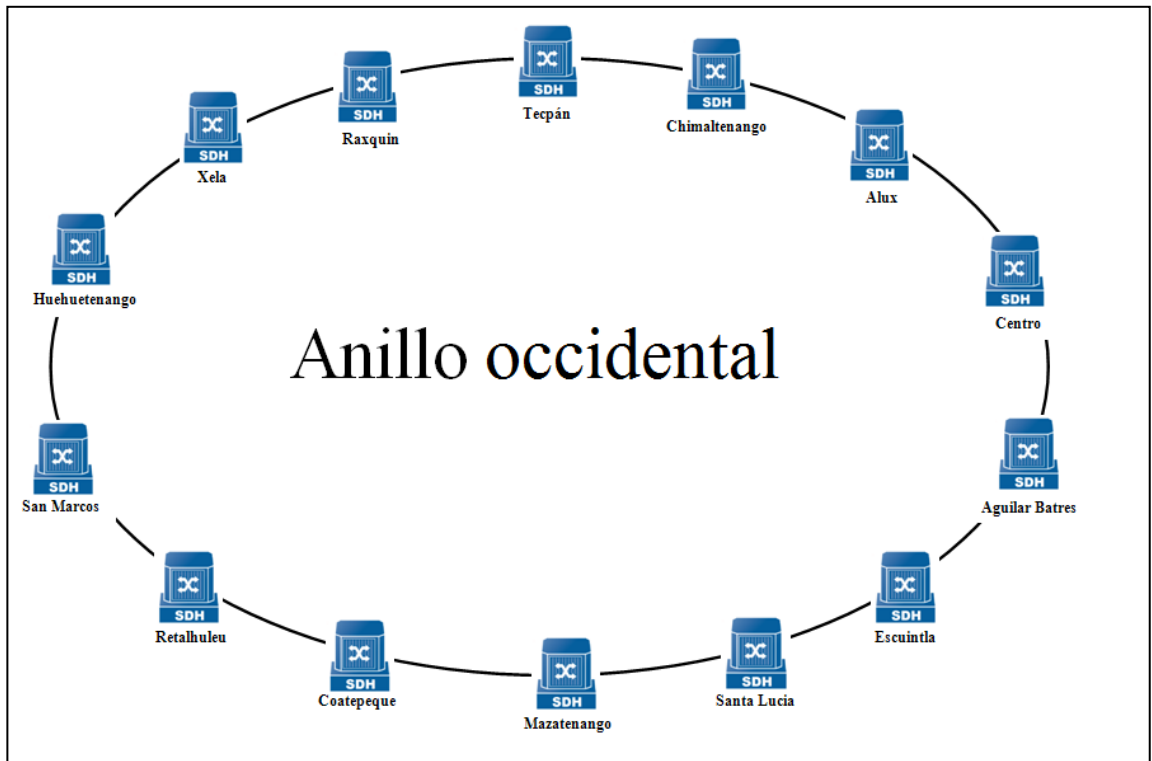 SDH
Tecpán
SDH
Chimaltenango
SDH
Raxquin
SDH
Xela
SDH
Alux
SDH
Huehuetenango
SDH
Centro
Anillo occidental
SDH
San Marcos
SDH
Aguilar Batres
SDH
Retalhuleu
SDH
Escuintla
SDH
Coatepeque
SDH
Mazatenango
SDH
Santa Lucia